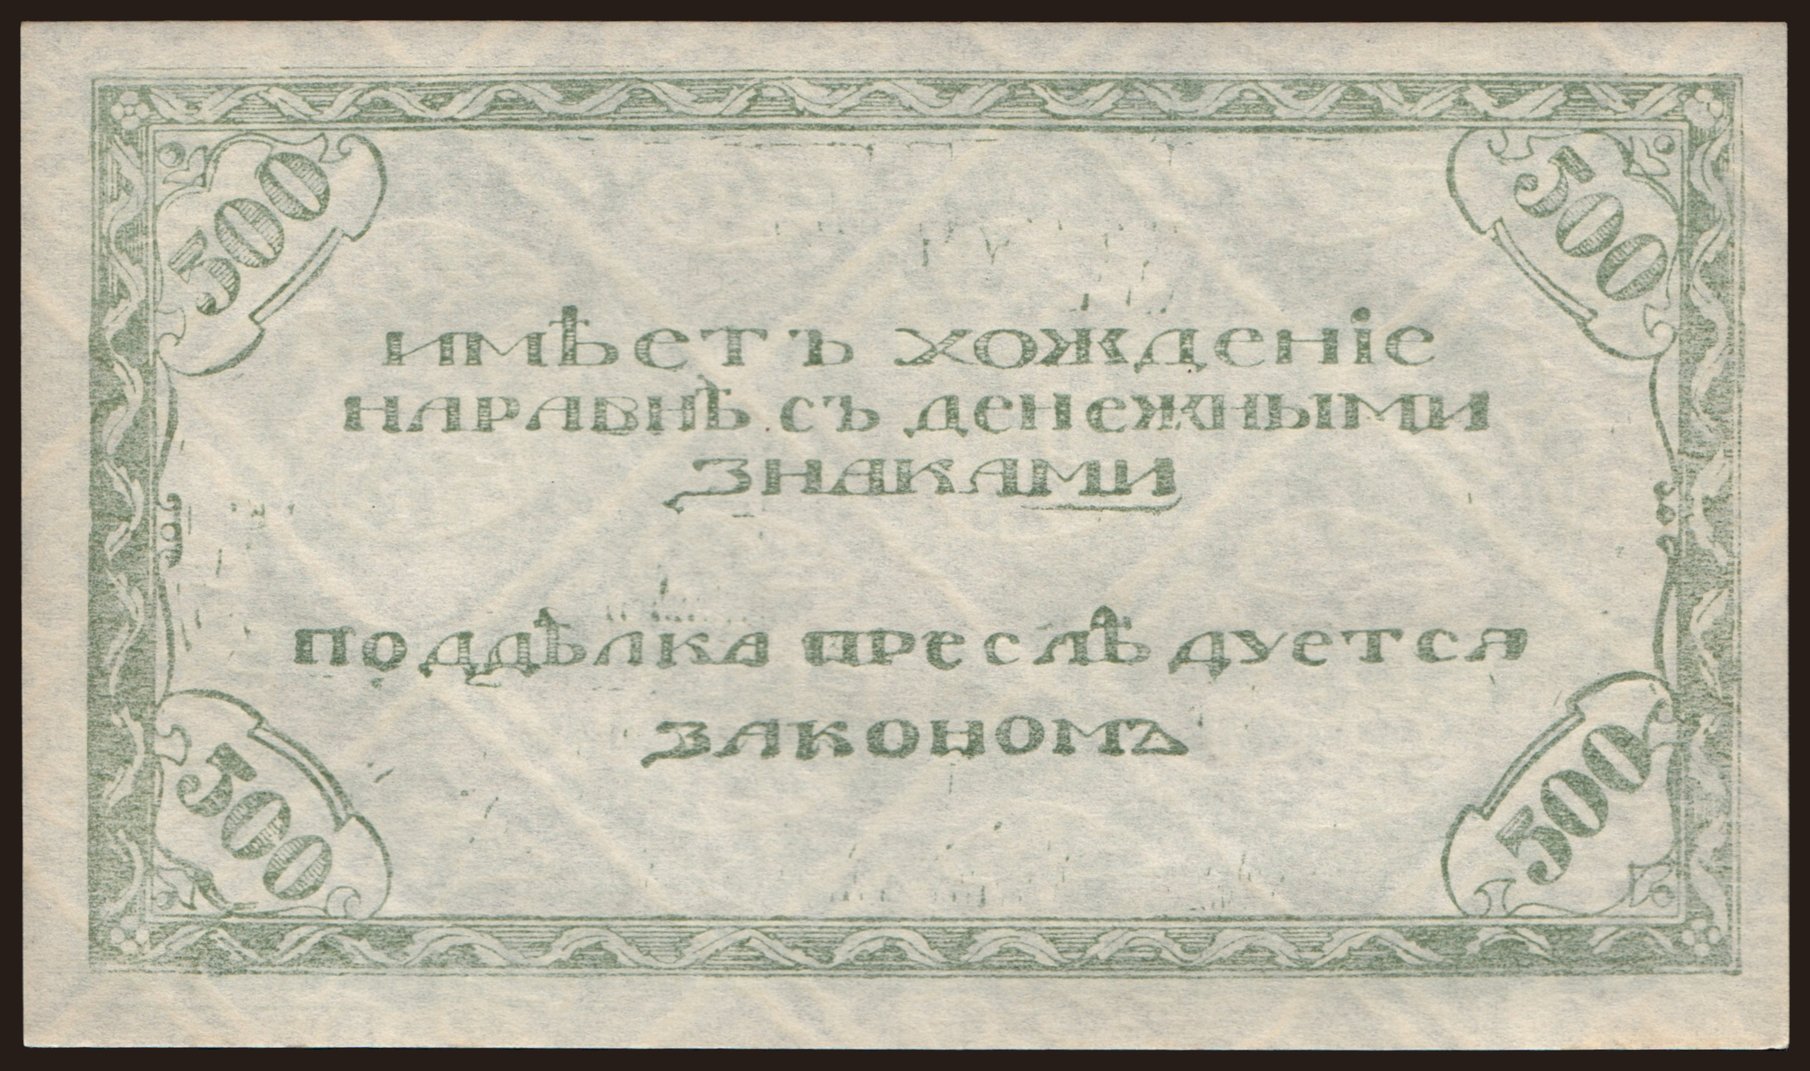 500 500
имѣетъ хожденіе
наравнѣ съ денежными
знаками
поддѣлка преслѣдуется
закономъ
500 500